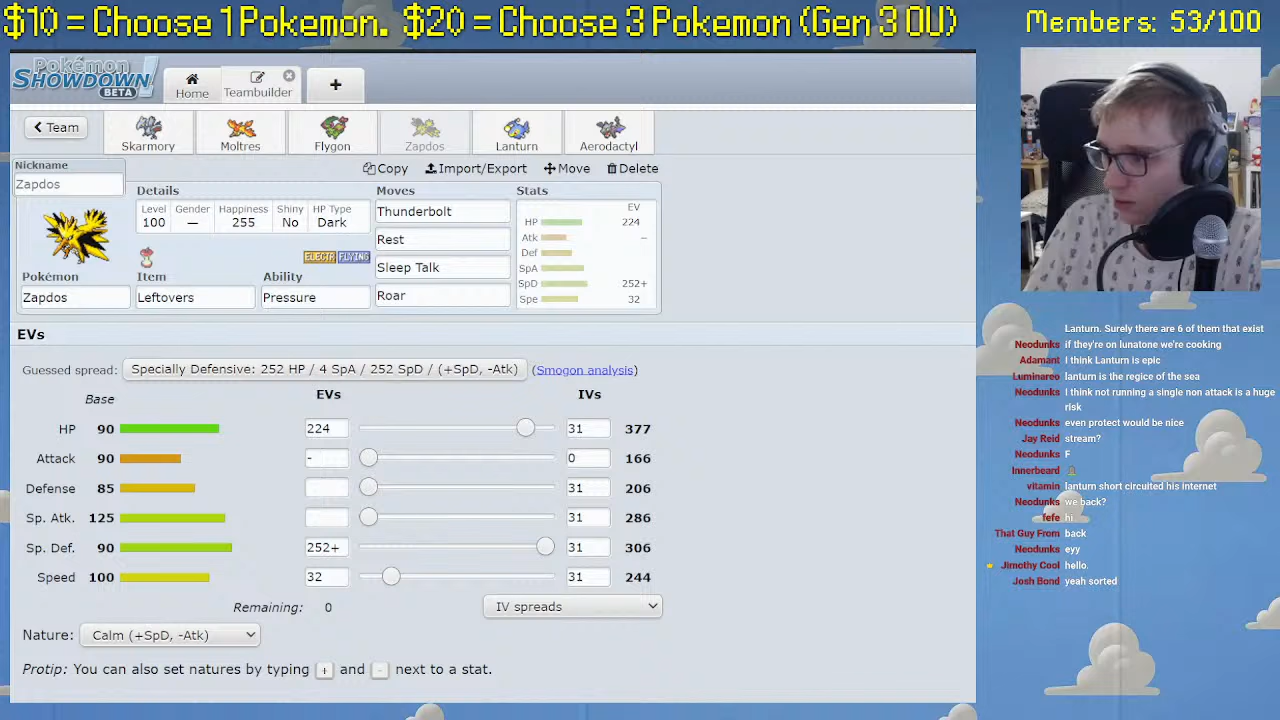 $10 = Choose 1 Pokemon. $20 = Choose 3 Pokemon (Gen 3 OU)
Members: 53/100
Pokémon
SHOWDOWN!
BETA
Home
Teambuilder
+
Team
Skarmory
Moltres
Flygon
Zapdos
Lanturn
Aerodactyl
Copy
Import/Export
Move
Delete
Nickname
Zapdos
Details
Level
100
Gender
—
Happiness
255
Shiny
No
HP Type
Dark
ELECTR
FLYING
Pokémon
Zapdos
Item
Leftovers
Ability
Pressure
Moves
Thunderbolt
Rest
Sleep Talk
Roar
Stats
EV
HP 224
Atk –
Def
SpA
SpD 252+
Spe 32
EVs
Guessed spread: Specially Defensive: 252 HP / 4 SpA / 252 SpD / (+SpD, -Atk) (Smogon analysis)
Base EVs IVs
HP 90 224 31 377
Attack 90 - 0 166
Defense 85 31 206
Sp. Atk. 125 31 286
Sp. Def. 90 252+ 31 306
Speed 100 32 31 244
Remaining: 0
IV spreads
Nature: Calm (+SpD, -Atk)
Protip: You can also set natures by typing + and - next to a stat.
Lanturn. Surely there are 6 of them that exist
Neodunks if they're on lunatone we're cooking
Adamant I think Lanturn is epic
Luminareo lanturn is the regice of the sea
Neodunks I think not running a single non attack is a huge
risk
Neodunks even protect would be nice
Jay Reid stream?
Neodunks F
Innerbeard
vitamin lanturn short circuited his internet
Neodunks we back?
fefe hi
That Guy From back
Neodunks eyy
Jimothy Cool hello.
Josh Bond yeah sorted